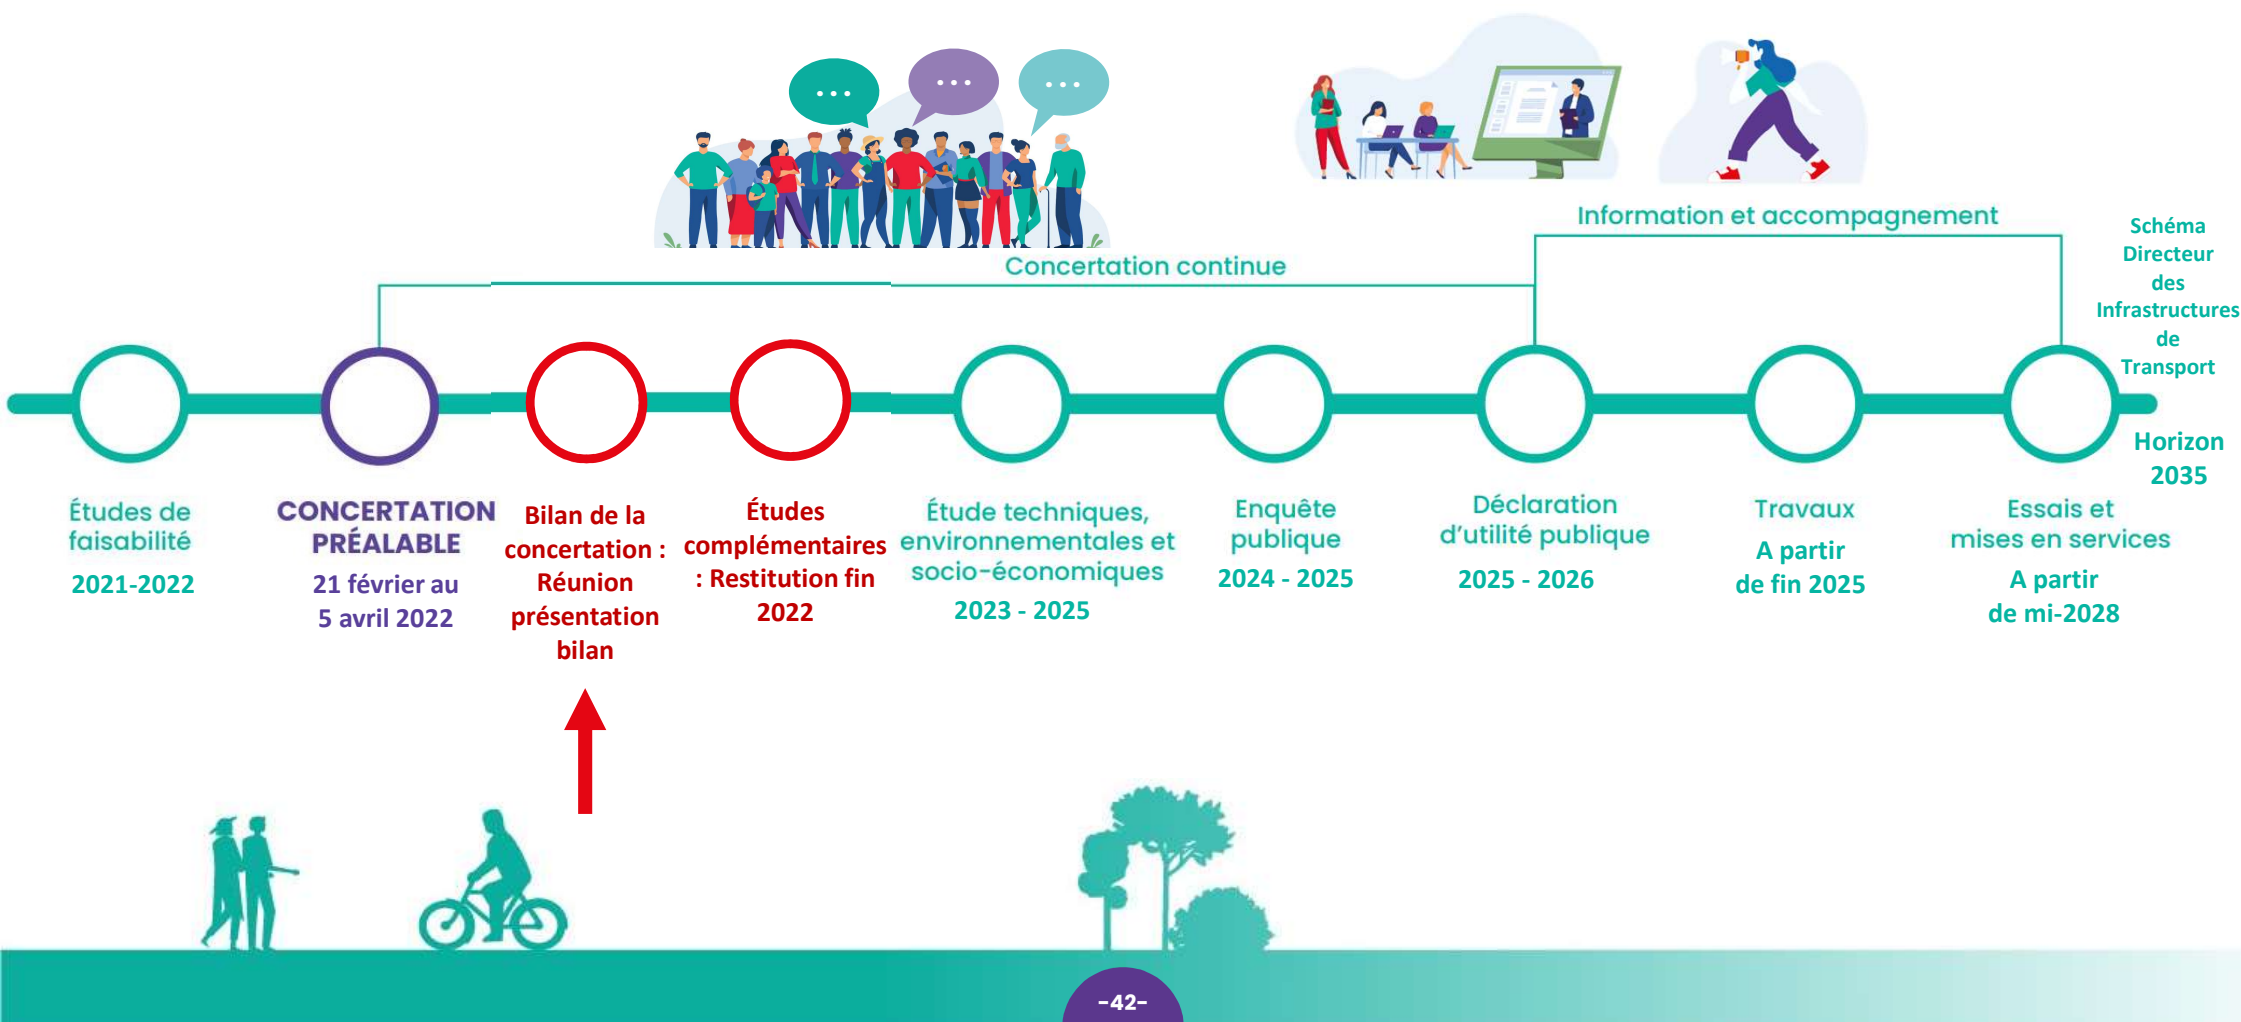 Information et accompagnement
Concertation continue
Schéma
Directeur
des
Infrastructures
de
Transport
Horizon
2035
Études de
faisabilité
2021-2022
CONCERTATION
PRÉALABLE
21 février au
5 avril 2022
Bilan de la
concertation :
Réunion
présentation
bilan
Études
complémentaires
: Restitution fin
2022
Étude techniques,
environnementales et
socio-économiques
2023 - 2025
Enquête
publique
2024 - 2025
Déclaration
d'utilité publique
2025 - 2026
Travaux
A partir
de fin 2025
Essais et
mises en services
A partir
de mi-2028
-42-